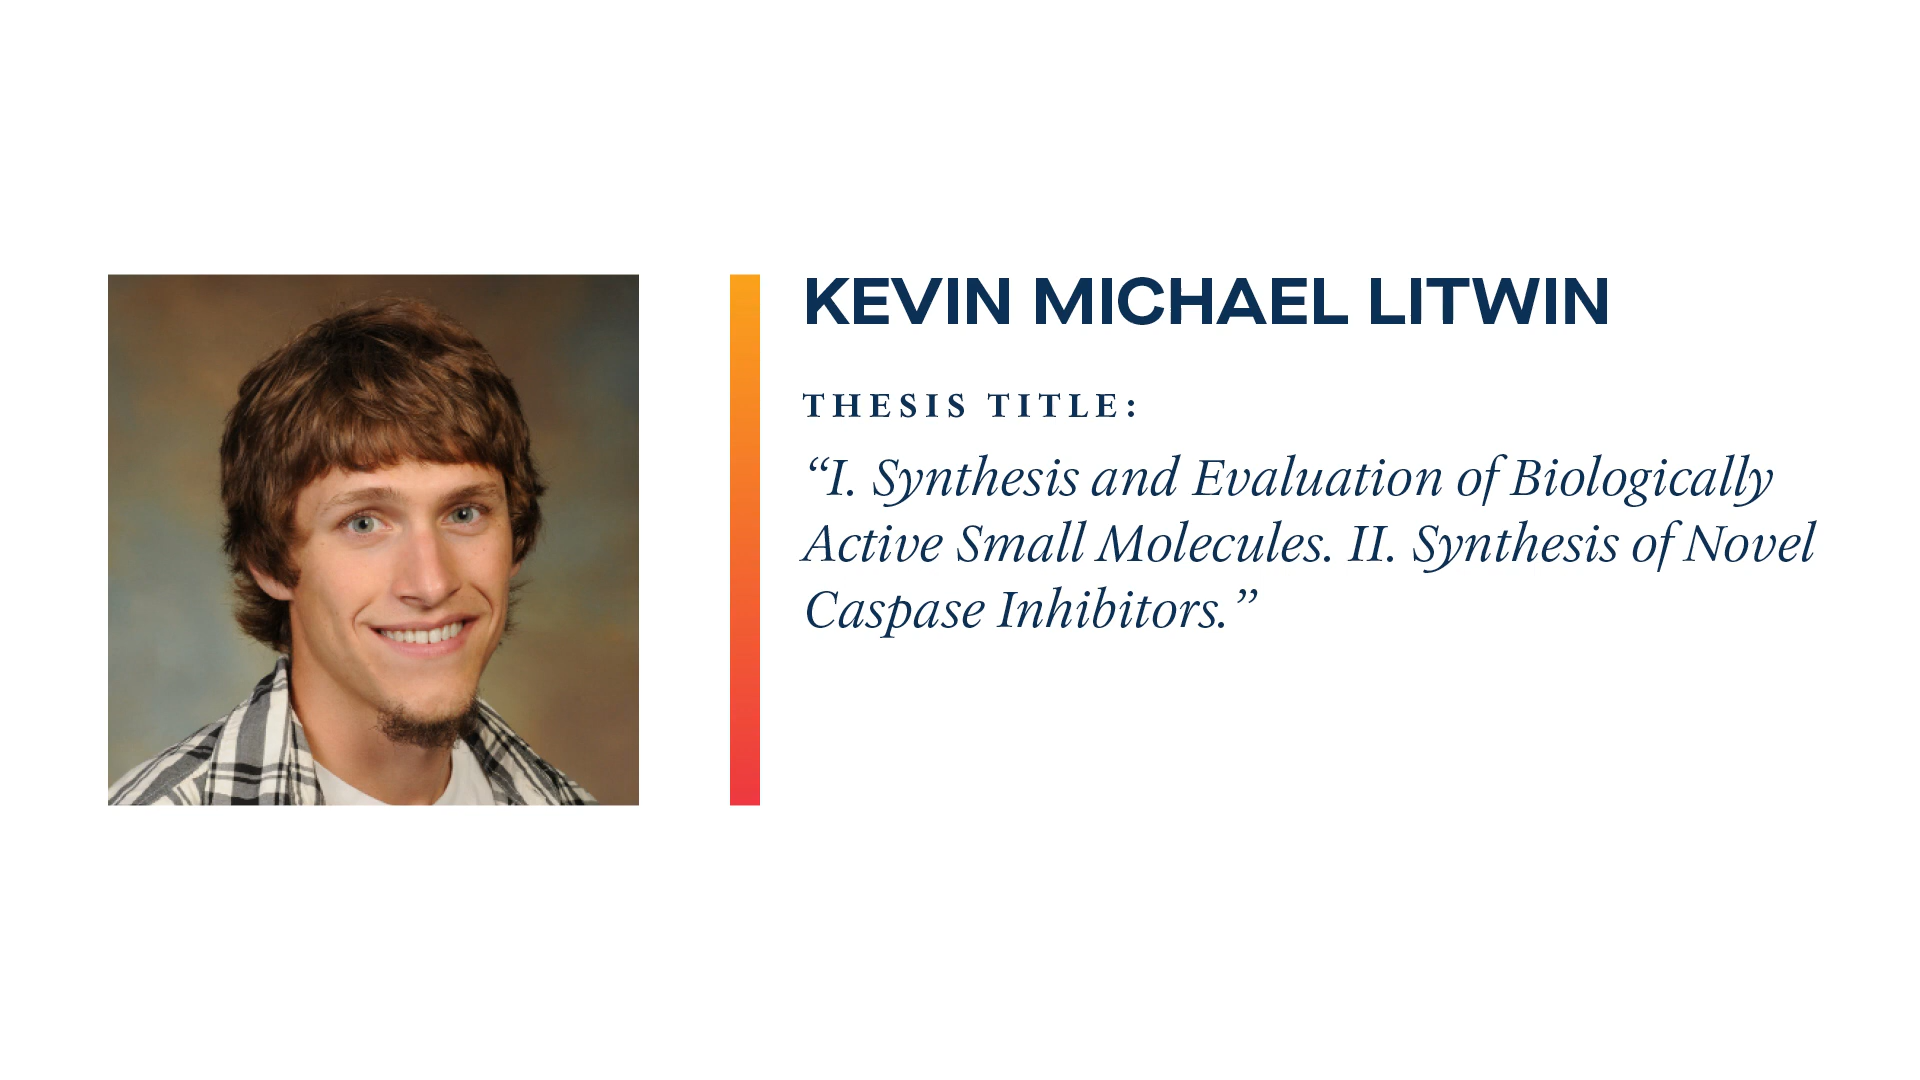 KEVIN MICHAEL LITWIN
THESIS TITLE:
“I. Synthesis and Evaluation of Biologically
Active Small Molecules. II. Synthesis of Novel
Caspase Inhibitors.”